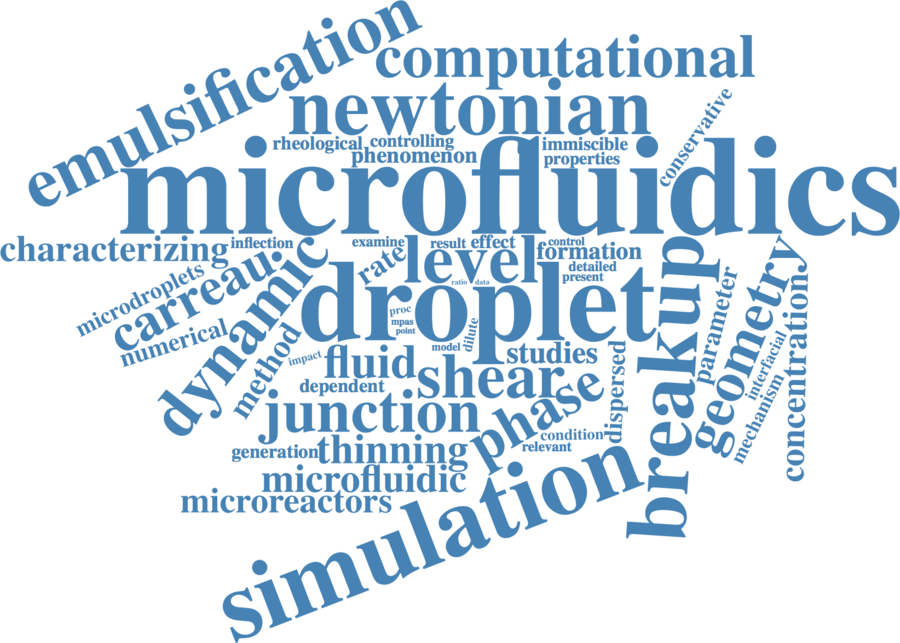 emulsification
computational
newtonian
conservative
rheological
controlling
immiscible
phenomenon
properties
microfluidics
characterizing
inflection
examine
result
effect
control
formation
level
rate
detailed
present
ratio
data
microdroplets
carreau
dynamic
droplet
breakup
geometry
parameter
concentration
numerical
method
proc
mpas
point
dilute
model
impact
fluid
studies
dependent
shear
interfacial
mechanism
dispersed
junction
phase
condition
relevant
generation
thinning
microfluidic
microreactors
simulation